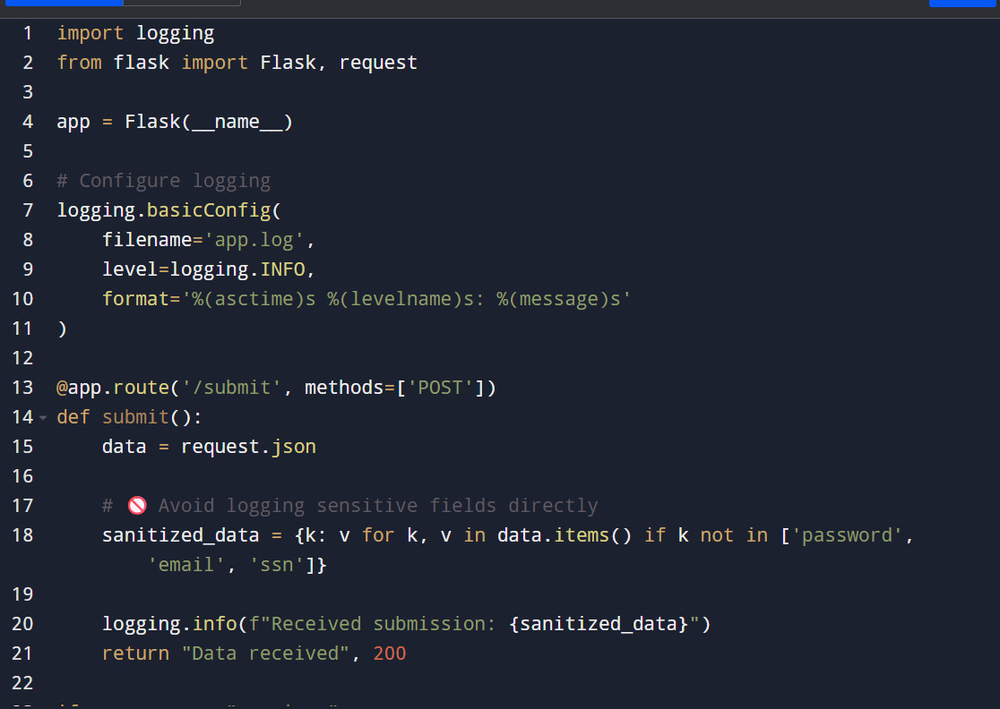 1 import logging
2 from flask import Flask, request
3
4 app = Flask(__name__)
5
6 # Configure logging
7 logging.basicConfig(
8     filename='app.log',
9     level=logging.INFO,
10     format='%(asctime)s %(levelname)s: %(message)s'
11 )
12
13 @app.route('/submit', methods=['POST'])
14 def submit():
15     data = request.json
16
17     # 🚫 Avoid logging sensitive fields directly
18     sanitized_data = {k: v for k, v in data.items() if k not in ['password',
        'email', 'ssn']}
19
20     logging.info(f"Received submission: {sanitized_data}")
21     return "Data received", 200
22